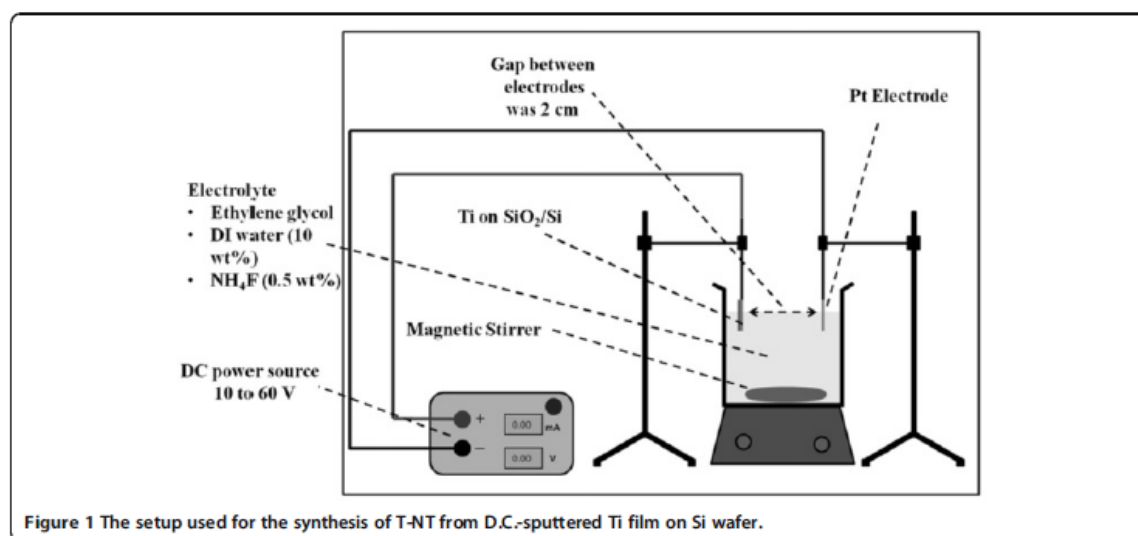 Gap between
electrodes
was 2 cm
Pt Electrode
Electrolyte
• Ethylene glycol
• DI water (10
wt%)
• NH₄F (0.5 wt%)
Ti on SiO₂/Si
Magnetic Stirrer
DC power source
10 to 60 V
+
0.00 mA
–
0.00 V
Figure 1 The setup used for the synthesis of T-NT from D.C.-sputtered Ti film on Si wafer.